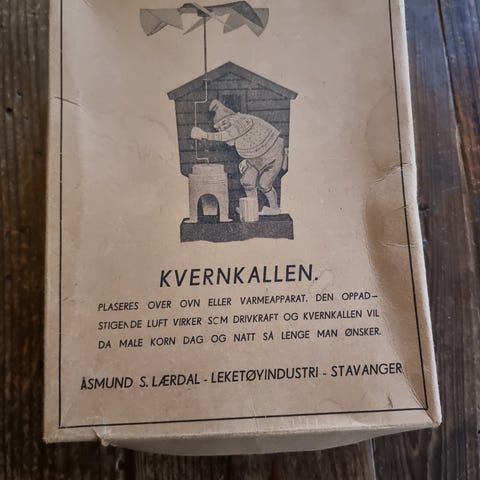 KVERNKALLEN.
PLASERES OVER OVN ELLER VARMEAPPARAT. DEN OPPAD-
STIGENDE LUFT VIRKER SOM DRIVKRAFT OG KVERNKALLEN VIL
DA MALE KORN DAG OG NATT SÅ LENGE MAN ØNSKER.
ÅSMUND S. LÆRDAL - LEKETØYINDUSTRI - STAVANGER